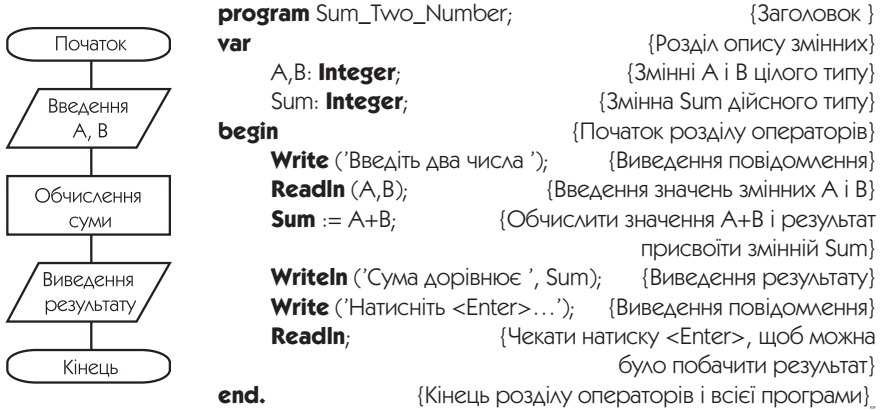 Початок
Введення
А, В
Обчислення
суми
Виведення
результату
Кінець
program Sum_Two_Number; {Заголовок }
var {Розділ опису змінних}
A,B: Integer; {Змінні А і В цілого типу}
Sum: Integer; {Змінна Sum дійсного типу}
begin {Початок розділу операторів}
Write ('Введіть два числа '); {Виведення повідомлення}
Readln (A,B); {Введення значень змінних А і В}
Sum := A+B; {Обчислити значення А+В і результат
присвоїти змінній Sum}
Writeln ('Сума дорівнює ', Sum); {Виведення результату}
Write ('Натисніть <Enter>…'); {Виведення повідомлення}
Readln; {Чекати натиску <Enter>, щоб можна
було побачити результат}
end. {Кінець розділу операторів і всієї програми}